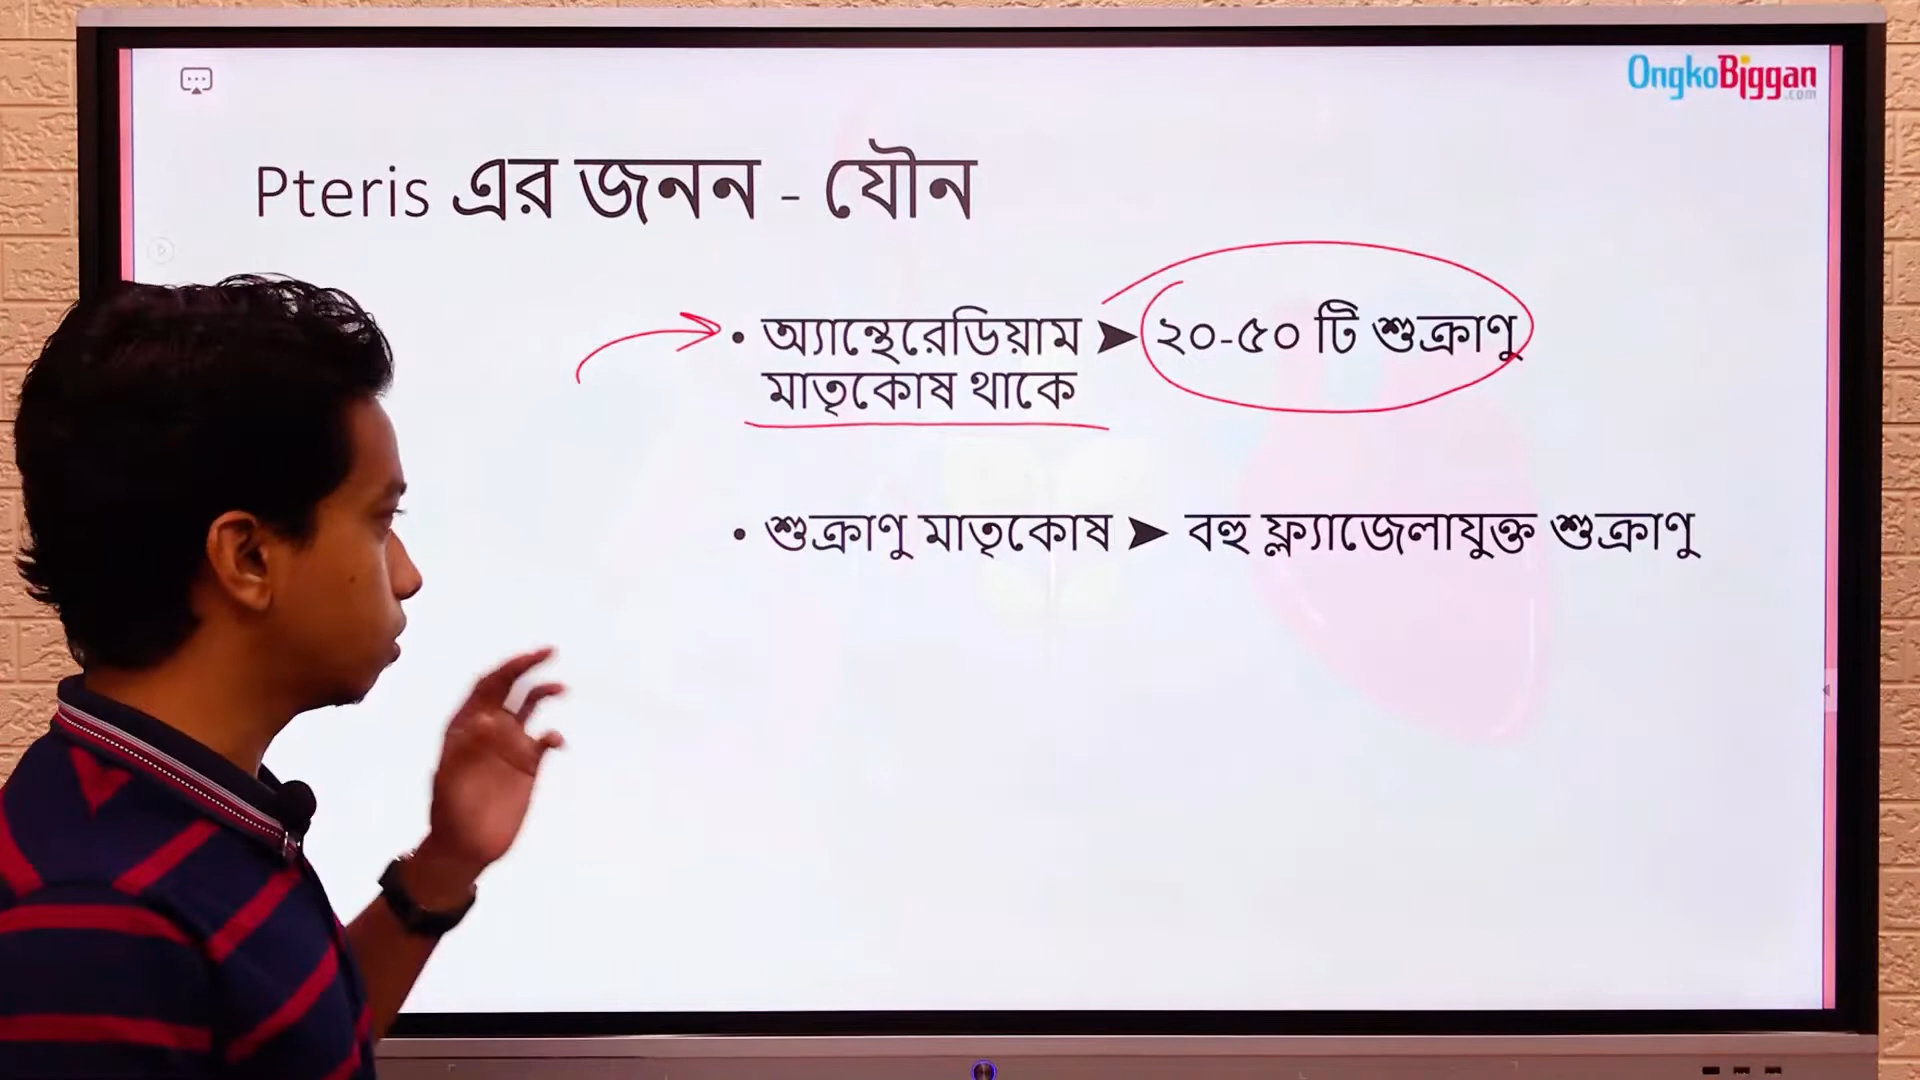 OngkoBiggan
.com
Pteris এর জনন - যৌন
• অ্যান্থেরেডিয়াম ➤ ২০-৫০ টি শুক্রাণু
মাতৃকোষ থাকে
• শুক্রাণু মাতৃকোষ ➤ বহু ফ্ল্যাজেলাযুক্ত শুক্রাণু